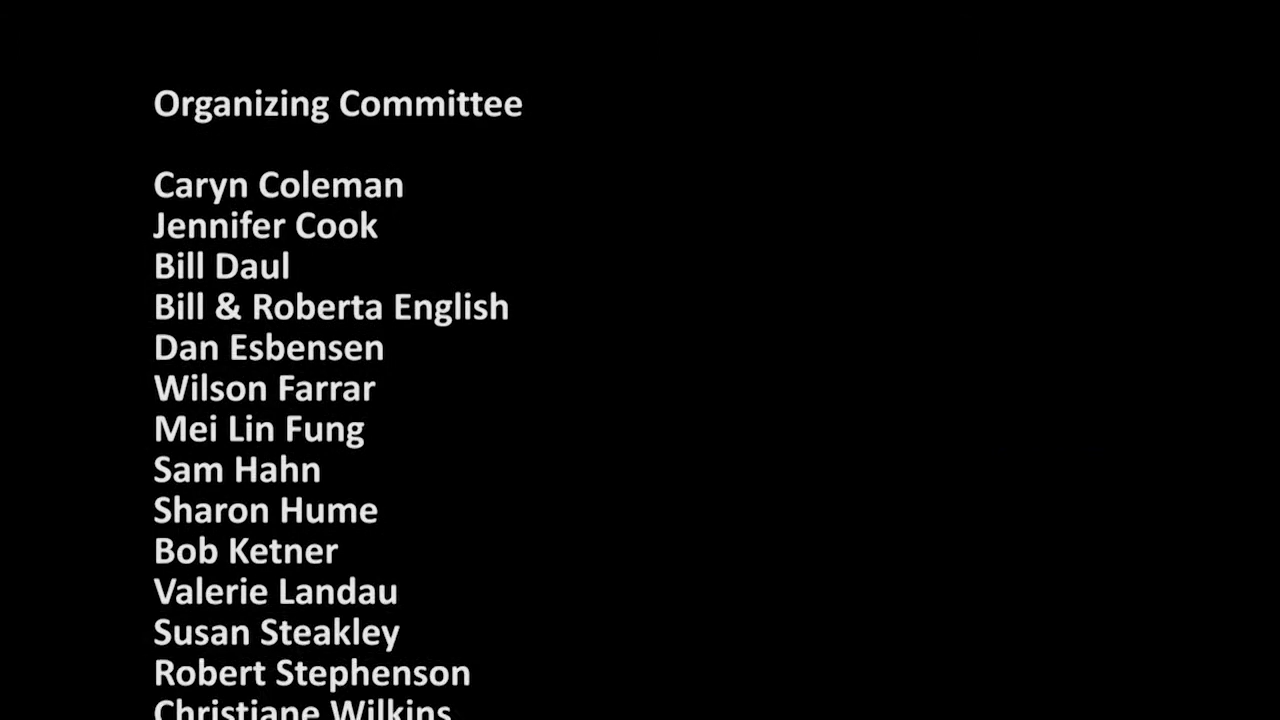 Organizing Committee
Caryn Coleman
Jennifer Cook
Bill Daul
Bill & Roberta English
Dan Esbensen
Wilson Farrar
Mei Lin Fung
Sam Hahn
Sharon Hume
Bob Ketner
Valerie Landau
Susan Steakley
Robert Stephenson
Christiane Wilkins